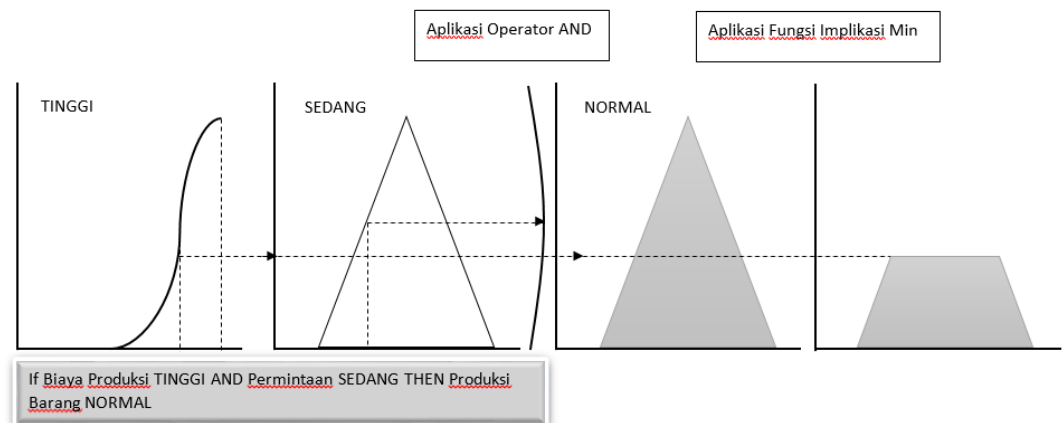 Aplikasi Operator AND
Aplikasi Fungsi Implikasi Min
TINGGI
SEDANG
NORMAL
If Biaya Produksi TINGGI AND Permintaan SEDANG THEN Produksi
Barang NORMAL